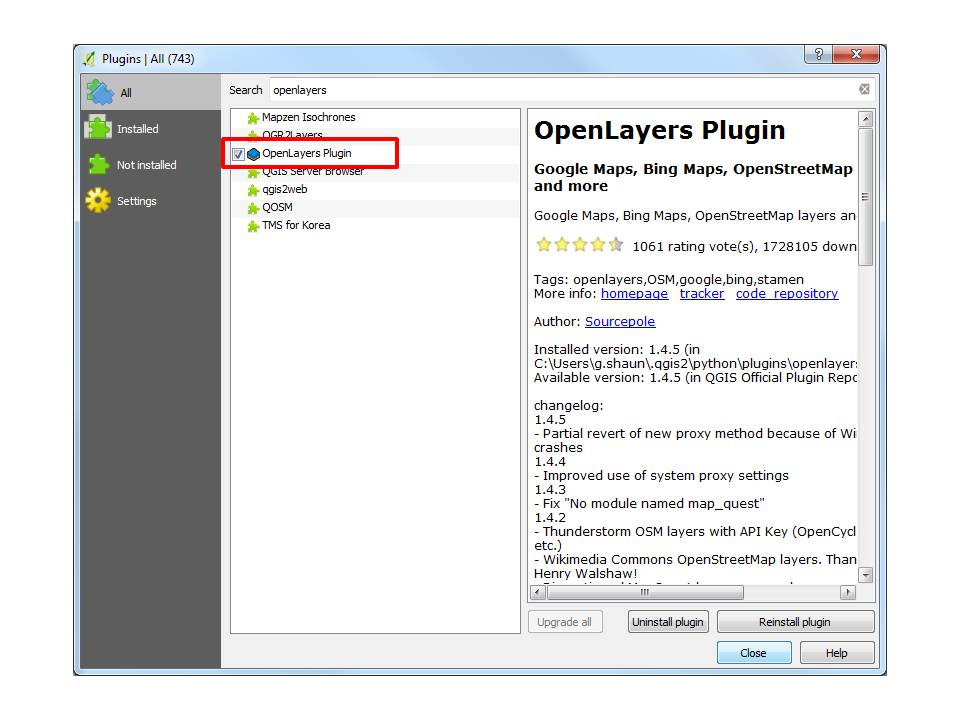 Plugins | All (743)
All
Installed
Not installed
Settings
Search openlayers
Mapzen Isochrones
OGR2Layers
OpenLayers Plugin
QGIS Server Browser
qgis2web
QOSM
TMS for Korea
OpenLayers Plugin
Google Maps, Bing Maps, OpenStreetMap
and more
Google Maps, Bing Maps, OpenStreetMap layers an
1061 rating vote(s), 1728105 down
Tags: openlayers,OSM,google,bing,stamen
More info: homepage tracker code_repository
Author: Sourcepole
Installed version: 1.4.5 (in
C:\Users\g.shaun\.qgis2\python\plugins\openlayers
Available version: 1.4.5 (in QGIS Official Plugin Repo
changelog:
1.4.5
- Partial revert of new proxy method because of Wi
crashes
1.4.4
- Improved use of system proxy settings
1.4.3
- Fix "No module named map_quest"
1.4.2
- Thunderstorm OSM layers with API Key (OpenCycl
etc.)
- Wikimedia Commons OpenStreetMap layers. Than
Henry Walshaw!
Upgrade all
Uninstall plugin
Reinstall plugin
Close
Help